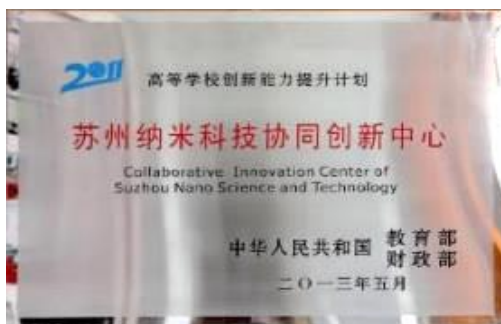 2011
高等学校创新能力提升计划
苏州纳米科技协同创新中心
Collaborative Innovation Center of
Suzhou Nano Science and Technology
中华人民共和国 教育部
财政部
二〇一三年五月